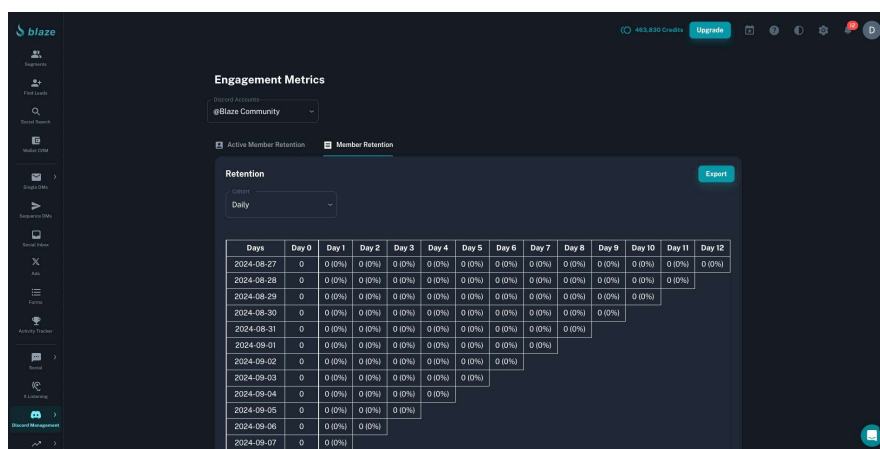 blaze
463,830 Credits
Upgrade
D
Segments
Find Leads
Social Search
Wallet CRM
Single DMs
Sequence DMs
Social Inbox
Ads
Forms
Activity Tracker
Social
X Listening
Discord Management
Engagement Metrics
Discord Accounts
@Blaze Community
Active Member Retention
Member Retention
Retention
Export
Cohort
Daily
Days Day 0 Day 1 Day 2 Day 3 Day 4 Day 5 Day 6 Day 7 Day 8 Day 9 Day 10 Day 11 Day 12
2024-08-27 0 0 (0%) 0 (0%) 0 (0%) 0 (0%) 0 (0%) 0 (0%) 0 (0%) 0 (0%) 0 (0%) 0 (0%) 0 (0%) 0 (0%)
2024-08-28 0 0 (0%) 0 (0%) 0 (0%) 0 (0%) 0 (0%) 0 (0%) 0 (0%) 0 (0%) 0 (0%) 0 (0%) 0 (0%)
2024-08-29 0 0 (0%) 0 (0%) 0 (0%) 0 (0%) 0 (0%) 0 (0%) 0 (0%) 0 (0%) 0 (0%) 0 (0%)
2024-08-30 0 0 (0%) 0 (0%) 0 (0%) 0 (0%) 0 (0%) 0 (0%) 0 (0%) 0 (0%) 0 (0%)
2024-08-31 0 0 (0%) 0 (0%) 0 (0%) 0 (0%) 0 (0%) 0 (0%) 0 (0%) 0 (0%)
2024-09-01 0 0 (0%) 0 (0%) 0 (0%) 0 (0%) 0 (0%) 0 (0%) 0 (0%)
2024-09-02 0 0 (0%) 0 (0%) 0 (0%) 0 (0%) 0 (0%) 0 (0%)
2024-09-03 0 0 (0%) 0 (0%) 0 (0%) 0 (0%) 0 (0%)
2024-09-04 0 0 (0%) 0 (0%) 0 (0%) 0 (0%)
2024-09-05 0 0 (0%) 0 (0%) 0 (0%)
2024-09-06 0 0 (0%) 0 (0%)
2024-09-07 0 0 (0%)